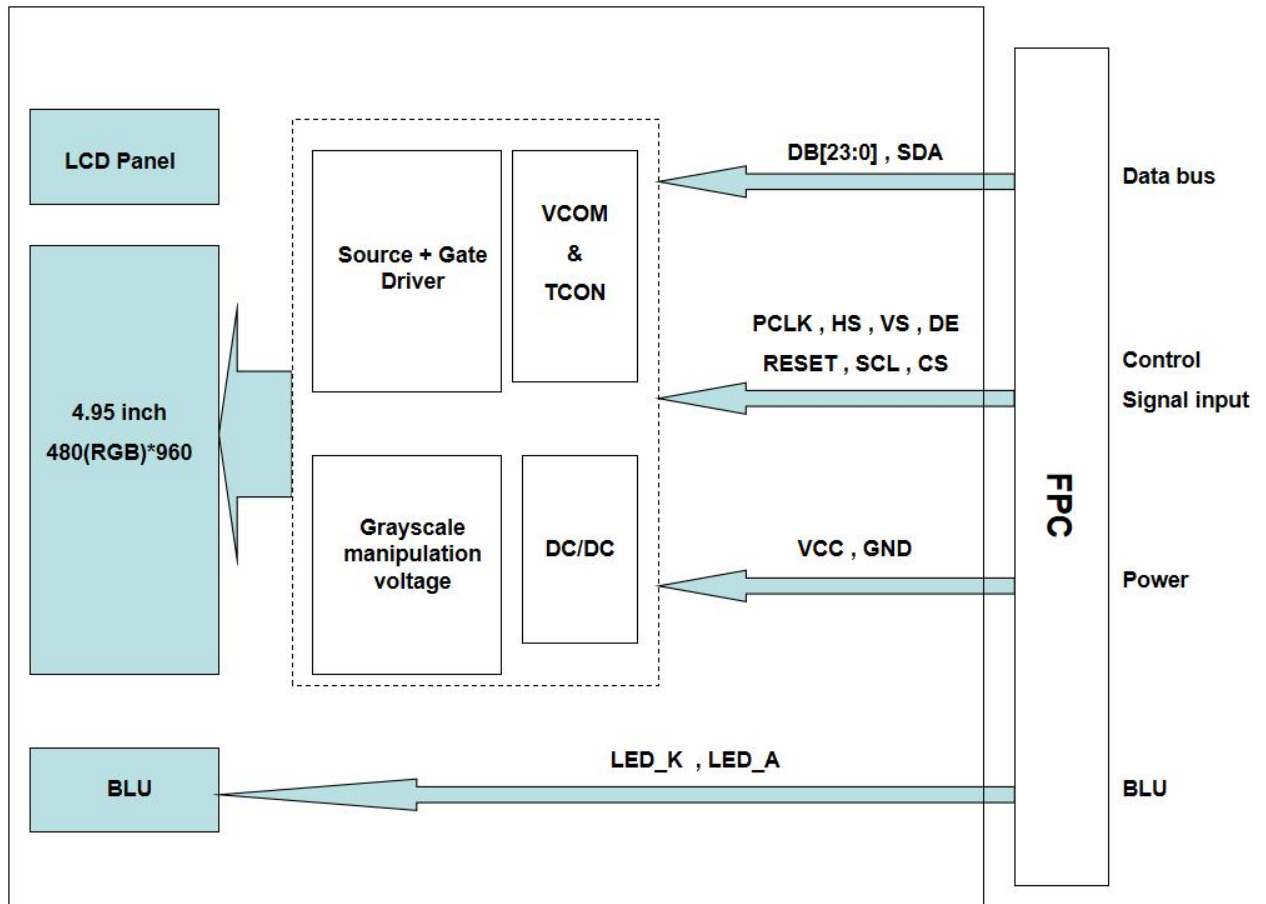 LCD Panel
4.95 inch
480(RGB)*960
BLU
Source + Gate
Driver
VCOM
&
TCON
Grayscale
manipulation
voltage
DC/DC
DB[23:0] , SDA
PCLK , HS , VS , DE
RESET , SCL , CS
VCC , GND
LED_K , LED_A
FPC
Data bus
Control
Signal input
Power
BLU